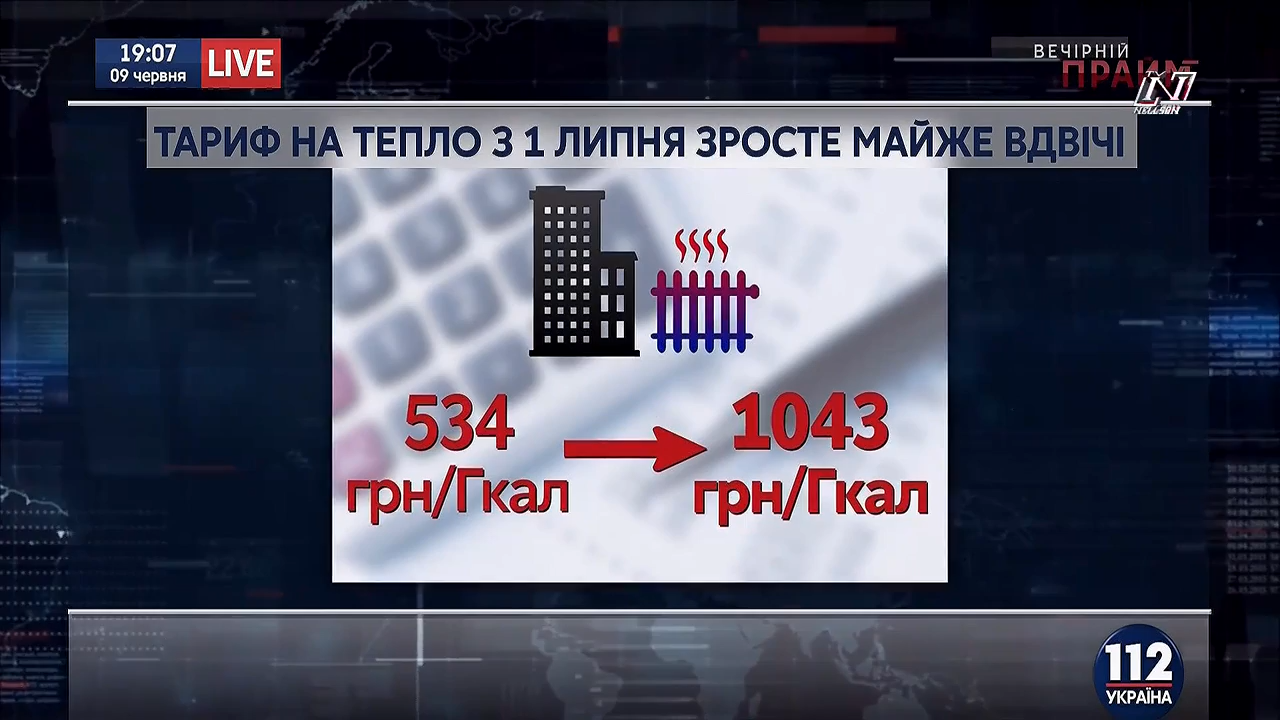 19:07
09 червня
LIVE
ВЕЧІРНІЙ
ПРАЙМ
NELLSON
ТАРИФ НА ТЕПЛО З 1 ЛИПНЯ ЗРОСТЕ МАЙЖЕ ВДВІЧІ
534
грн/Гкал
1043
грн/Гкал
112
УКРАЇНА